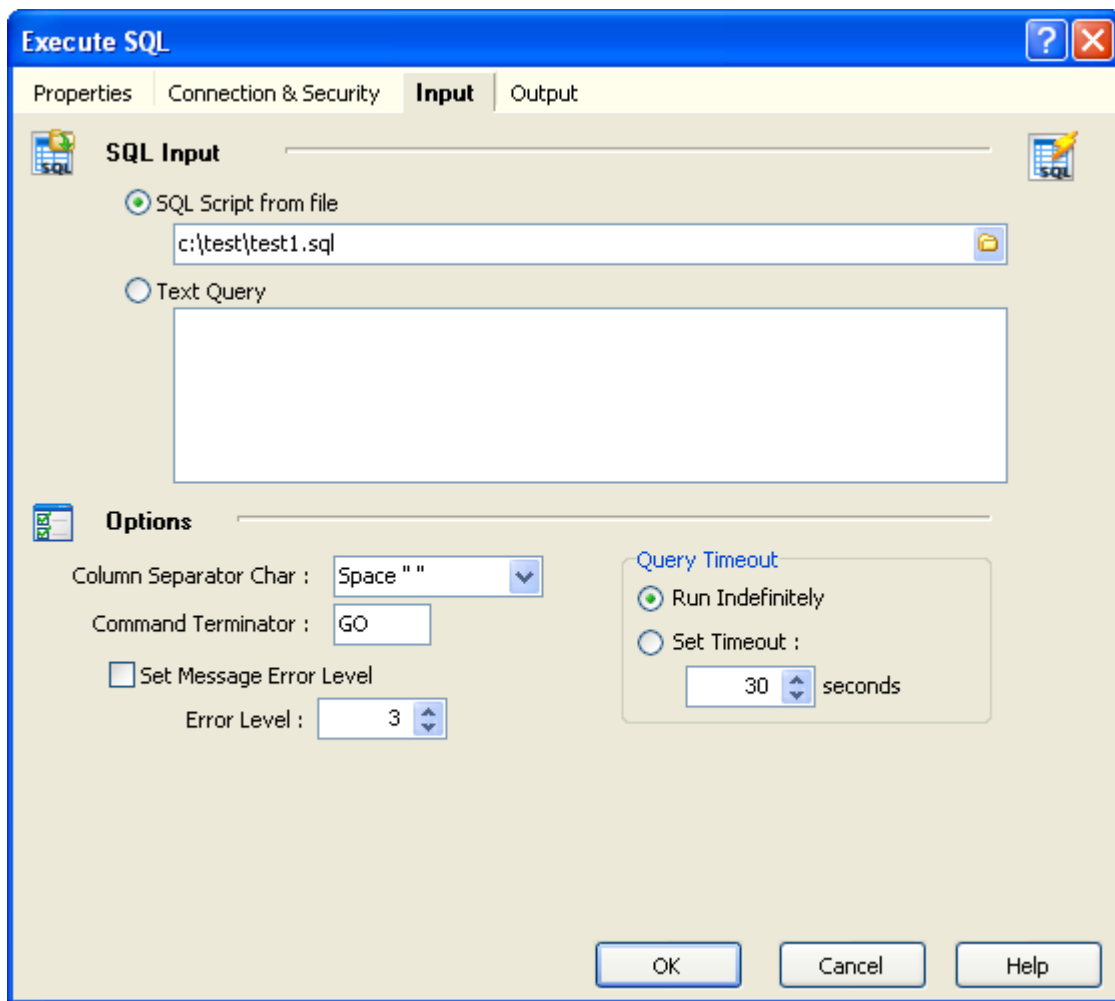 Execute SQL
Properties Connection & Security Input Output
SQL SQL Input SQL
SQL Script from file
c:\test\test1.sql
Text Query
Options
Column Separator Char : Space " "
Command Terminator : GO
Set Message Error Level
Error Level : 3
Query Timeout
Run Indefinitely
Set Timeout :
30 seconds
OK Cancel Help